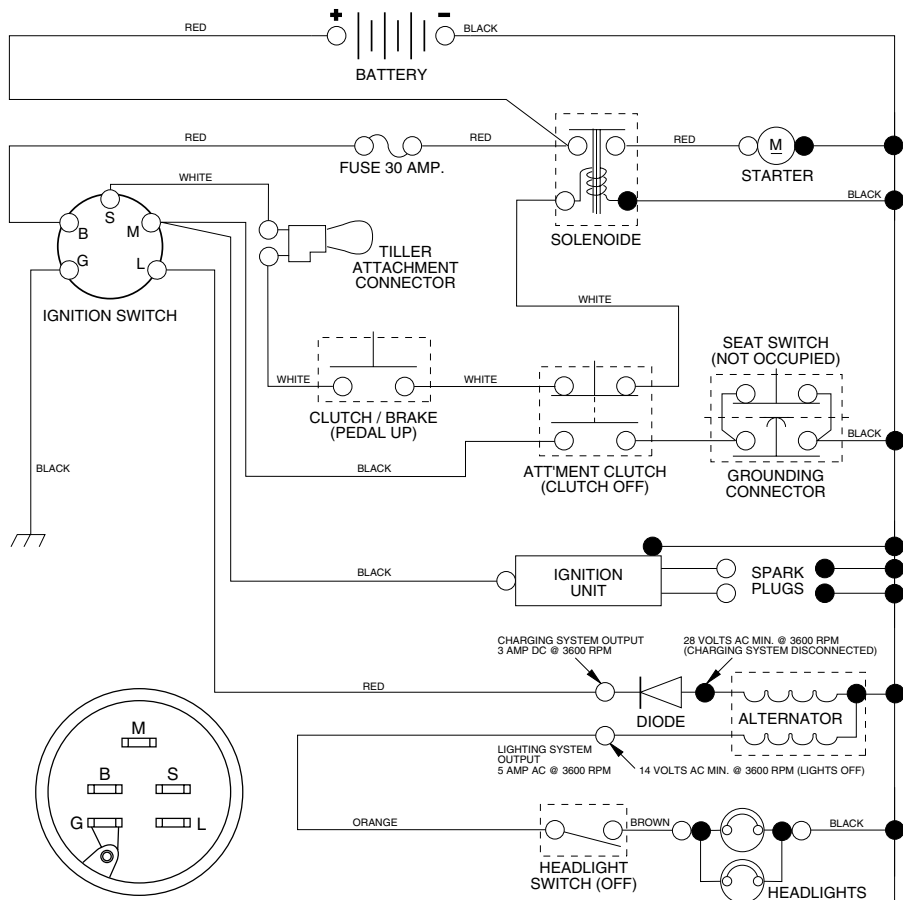 + −
RED
BLACK
BATTERY
RED
RED
RED
M
FUSE 30 AMP.
STARTER
WHITE
BLACK
S
B
M
G
L
SOLENOIDE
TILLER
ATTACHMENT
CONNECTOR
IGNITION SWITCH
WHITE
SEAT SWITCH
(NOT OCCUPIED)
WHITE
WHITE
CLUTCH / BRAKE
(PEDAL UP)
BLACK
BLACK
BLACK
ATT'MENT CLUTCH
(CLUTCH OFF)
GROUNDING
CONNECTOR
BLACK
IGNITION
UNIT
SPARK
PLUGS
CHARGING SYSTEM OUTPUT
3 AMP DC @ 3600 RPM
28 VOLTS AC MIN. @ 3600 RPM
(CHARGING SYSTEM DISCONNECTED)
RED
DIODE
ALTERNATOR
LIGHTING SYSTEM
OUTPUT
5 AMP AC @ 3600 RPM
14 VOLTS AC MIN. @ 3600 RPM (LIGHTS OFF)
M
B
S
G
L
ORANGE
BROWN
BLACK
HEADLIGHT
SWITCH (OFF)
HEADLIGHTS